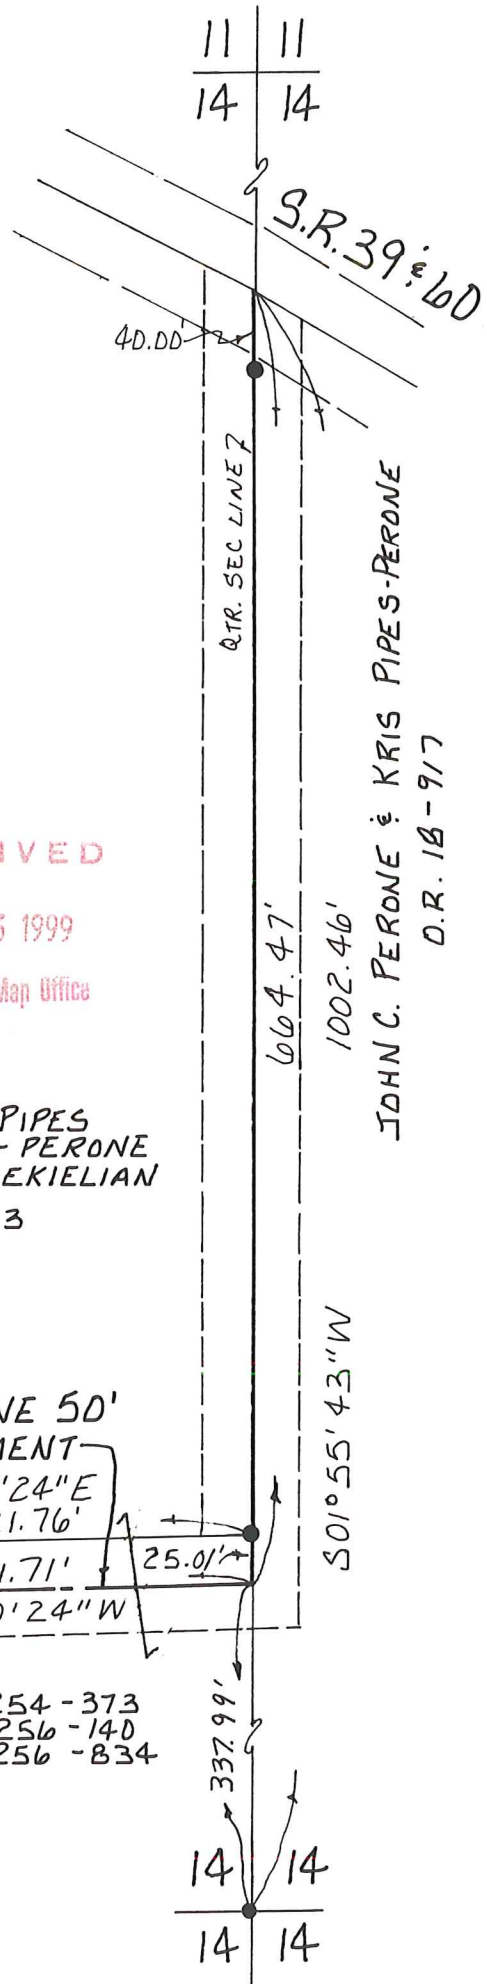 11 11
14 14
S.R. 39 & 60
40.00'
QTR. SEC LINE
JOHN C. PERONE & KRIS PIPES-PERONE
O.R. 18-917
664.47'
1002.46'
S01°55'43"W
VED
1999
Map Office
PIPES
- PERONE
EKIELIAN
3
NE 50'
MENT
'24"E
1.76'
.71'
25.01'
0'24"W
254-373
256-140
256-834
337.99'
14 14
14 14